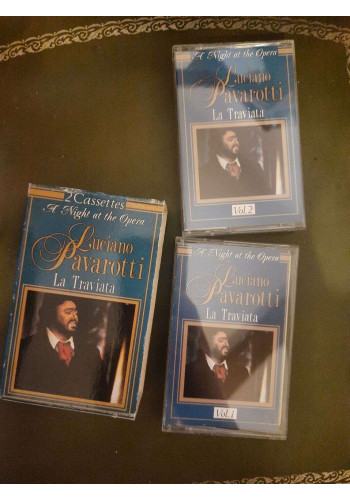 A Night at the Opera
Luciano
Pavarotti
La Traviata
Vol.2
2 Cassettes
A Night at the Opera
Luciano
Pavarotti
La Traviata
A Night at the Opera
Luciano
Pavarotti
La Traviata
Vol.1